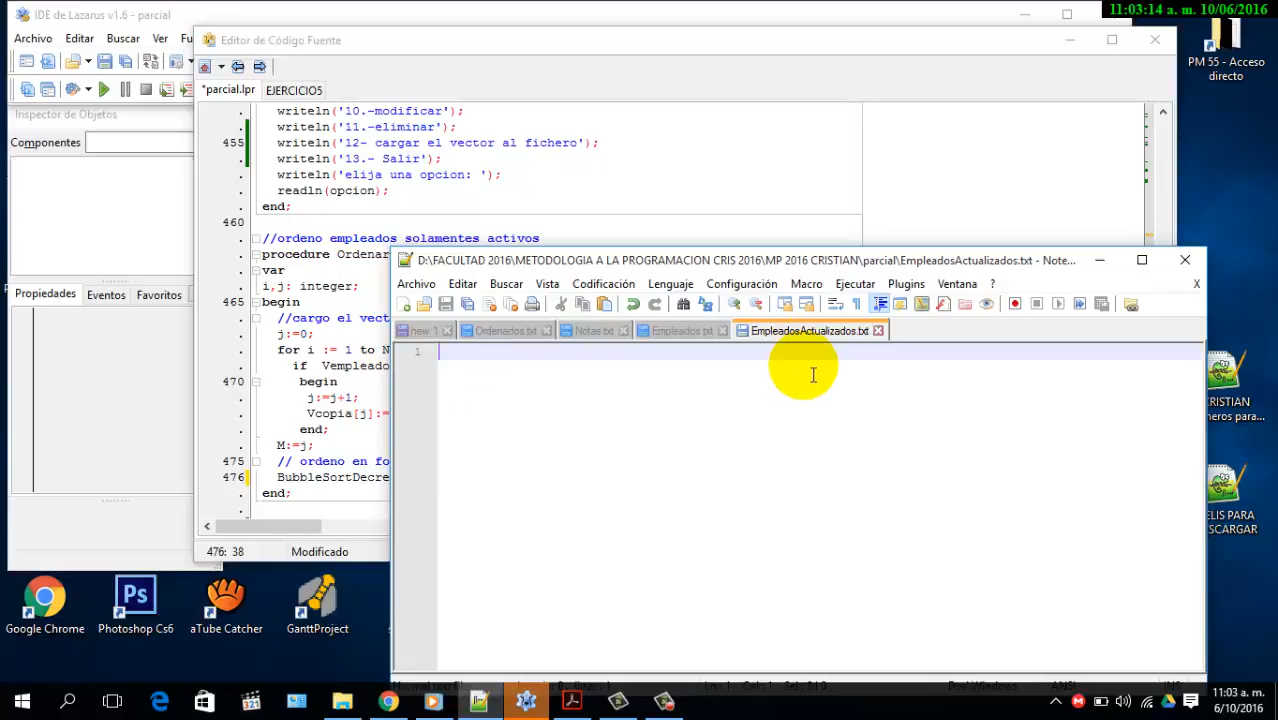 11:03:14 a. m. 10/06/2016
IDE de Lazarus v1.6 - parcial
Archivo Editar Buscar Ver
Inspector de Objetos
Componentes
Propiedades Eventos Favoritos
Editor de Código Fuente
*parcial.lpr EJERCICIO5
writeln('10.-modificar');
writeln('11.-eliminar');
455 writeln('12- cargar el vector al fichero');
writeln('13.- Salir');
writeln('elija una opcion: ');
readln(opcion);
end;
460
//ordeno empleados solamentes activos
procedure Ordenar
var
i,j: integer;
465 begin
//cargo el vect
j:=0;
for i := 1 to N
if Vempleado
470 begin
j:=j+1;
Vcopia[j]:=
end;
M:=j;
475 // ordeno en fo
476 BubbleSortDecre
end;
476: 38 Modificado
D:\FACULTAD 2016\METODOLOGIA A LA PROGRAMACION CRIS 2016\MP 2016 CRISTIAN\parcial\EmpleadosActualizados.txt - Note...
Archivo Editar Buscar Vista Codificación Lenguaje Configuración Macro Ejecutar Plugins Ventana ? X
new 1 Ordenados.txt Notas.txt Empleados.txt EmpleadosActualizados.txt
1
PM 55 - Acceso
directo
CRISTIAN
neros para...
ELIS PARA
ESCARGAR
Google Chrome Photoshop Cs6 aTube Catcher GanttProject
11:03 a. m.
6/10/2016